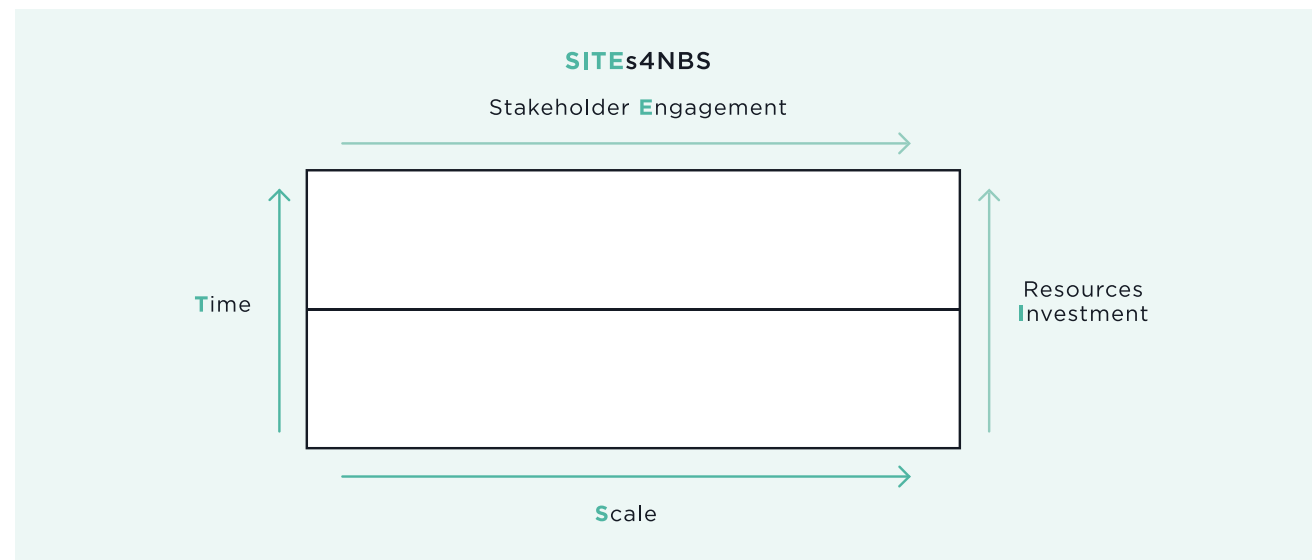 SITEs4NBS
Stakeholder Engagement
Time
Resources
Investment
Scale